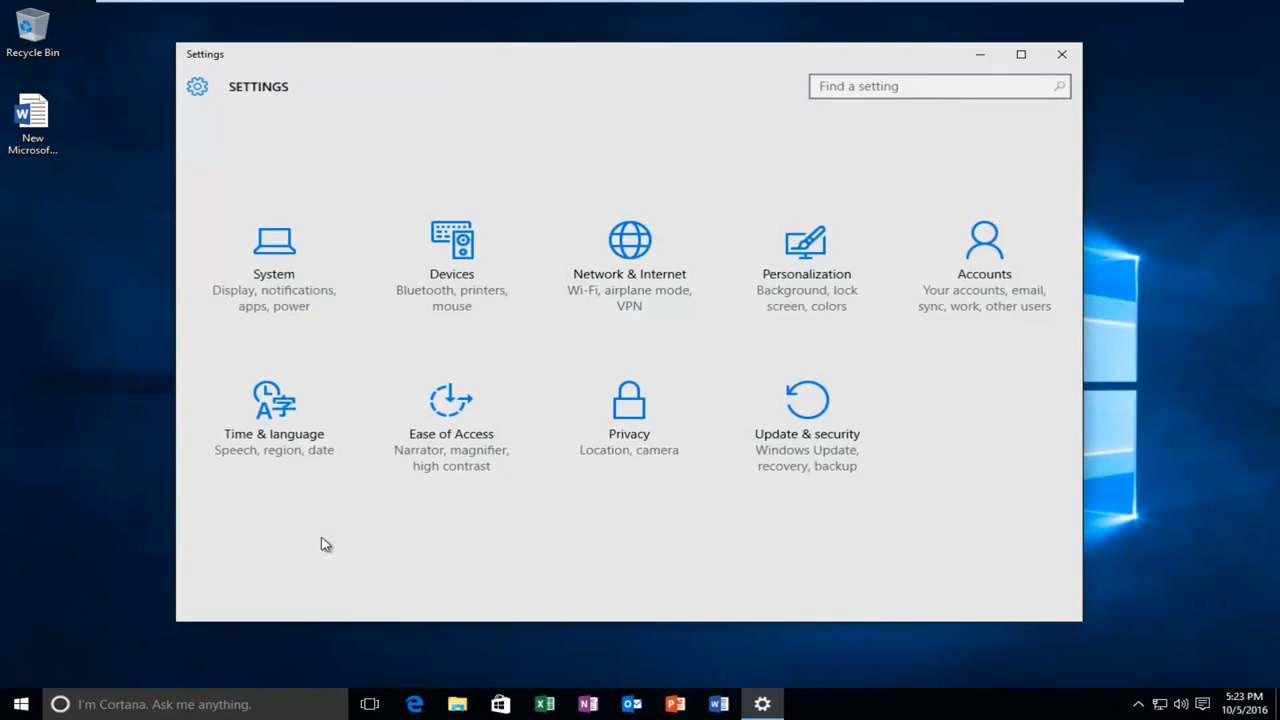 Recycle Bin
New
Microsof...
Settings
SETTINGS
Find a setting
System
Display, notifications,
apps, power
Devices
Bluetooth, printers,
mouse
Network & Internet
Wi-Fi, airplane mode,
VPN
Personalization
Background, lock
screen, colors
Accounts
Your accounts, email,
sync, work, other users
Time & language
Speech, region, date
Ease of Access
Narrator, magnifier,
high contrast
Privacy
Location, camera
Update & security
Windows Update,
recovery, backup
I'm Cortana. Ask me anything.
5:23 PM
10/5/2016